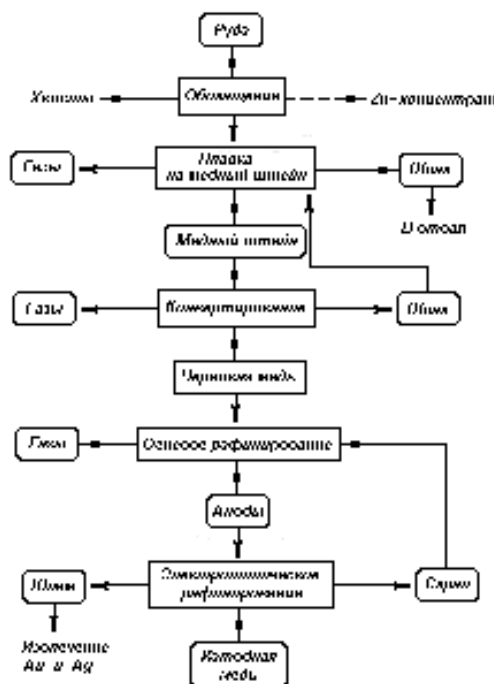 Руда
Хвосты
Обогащение
Zn-концентрат
Газы
Плавка
на медный штейн
Шлак
В отвал
Медный штейн
Газы
Конвертирование
Шлак
Черновая медь
Газы
Огневое рафинирование
Аноды
Шлам
Электролитическое
рафинирование
Скрап
Извлечение
Au и Ag
Катодная
медь